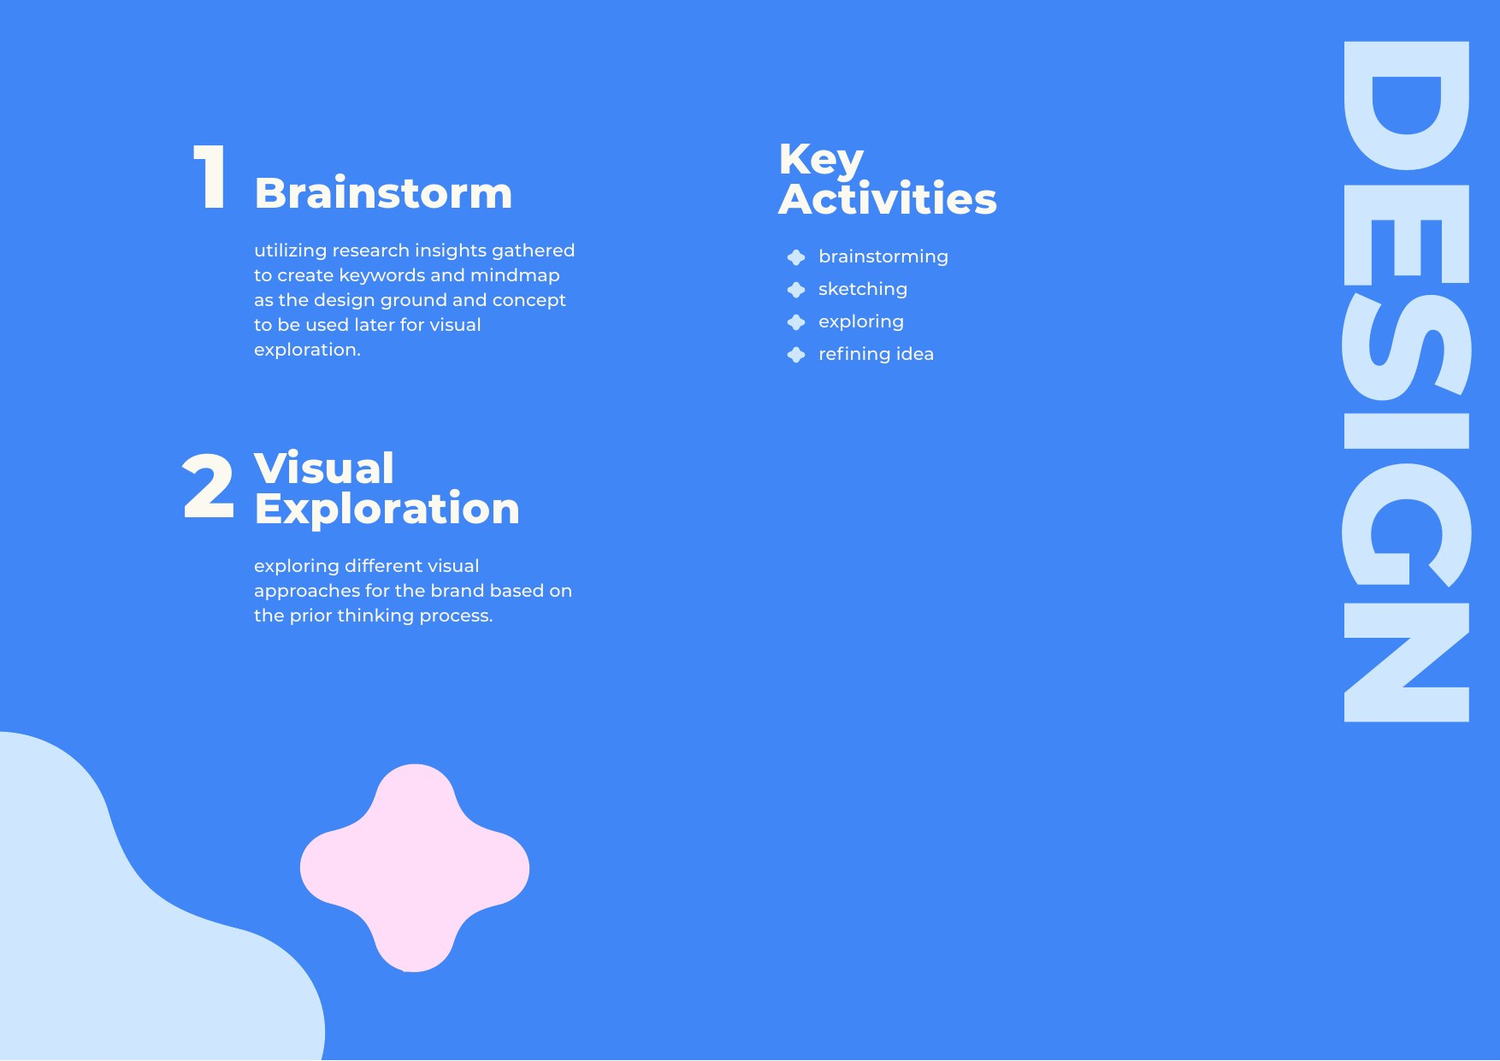 1
Brainstorm
utilizing research insights gathered
to create keywords and mindmap
as the design ground and concept
to be used later for visual
exploration.
2
Visual
Exploration
exploring different visual
approaches for the brand based on
the prior thinking process.
Key
Activities
brainstorming
sketching
exploring
refining idea
DESIGN